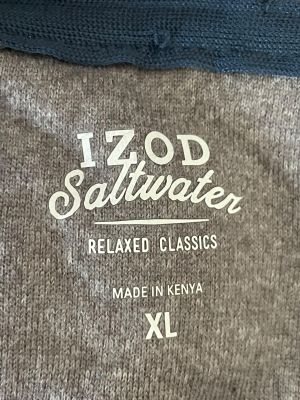 IZOD
Saltwater
RELAXED CLASSICS
MADE IN KENYA
XL